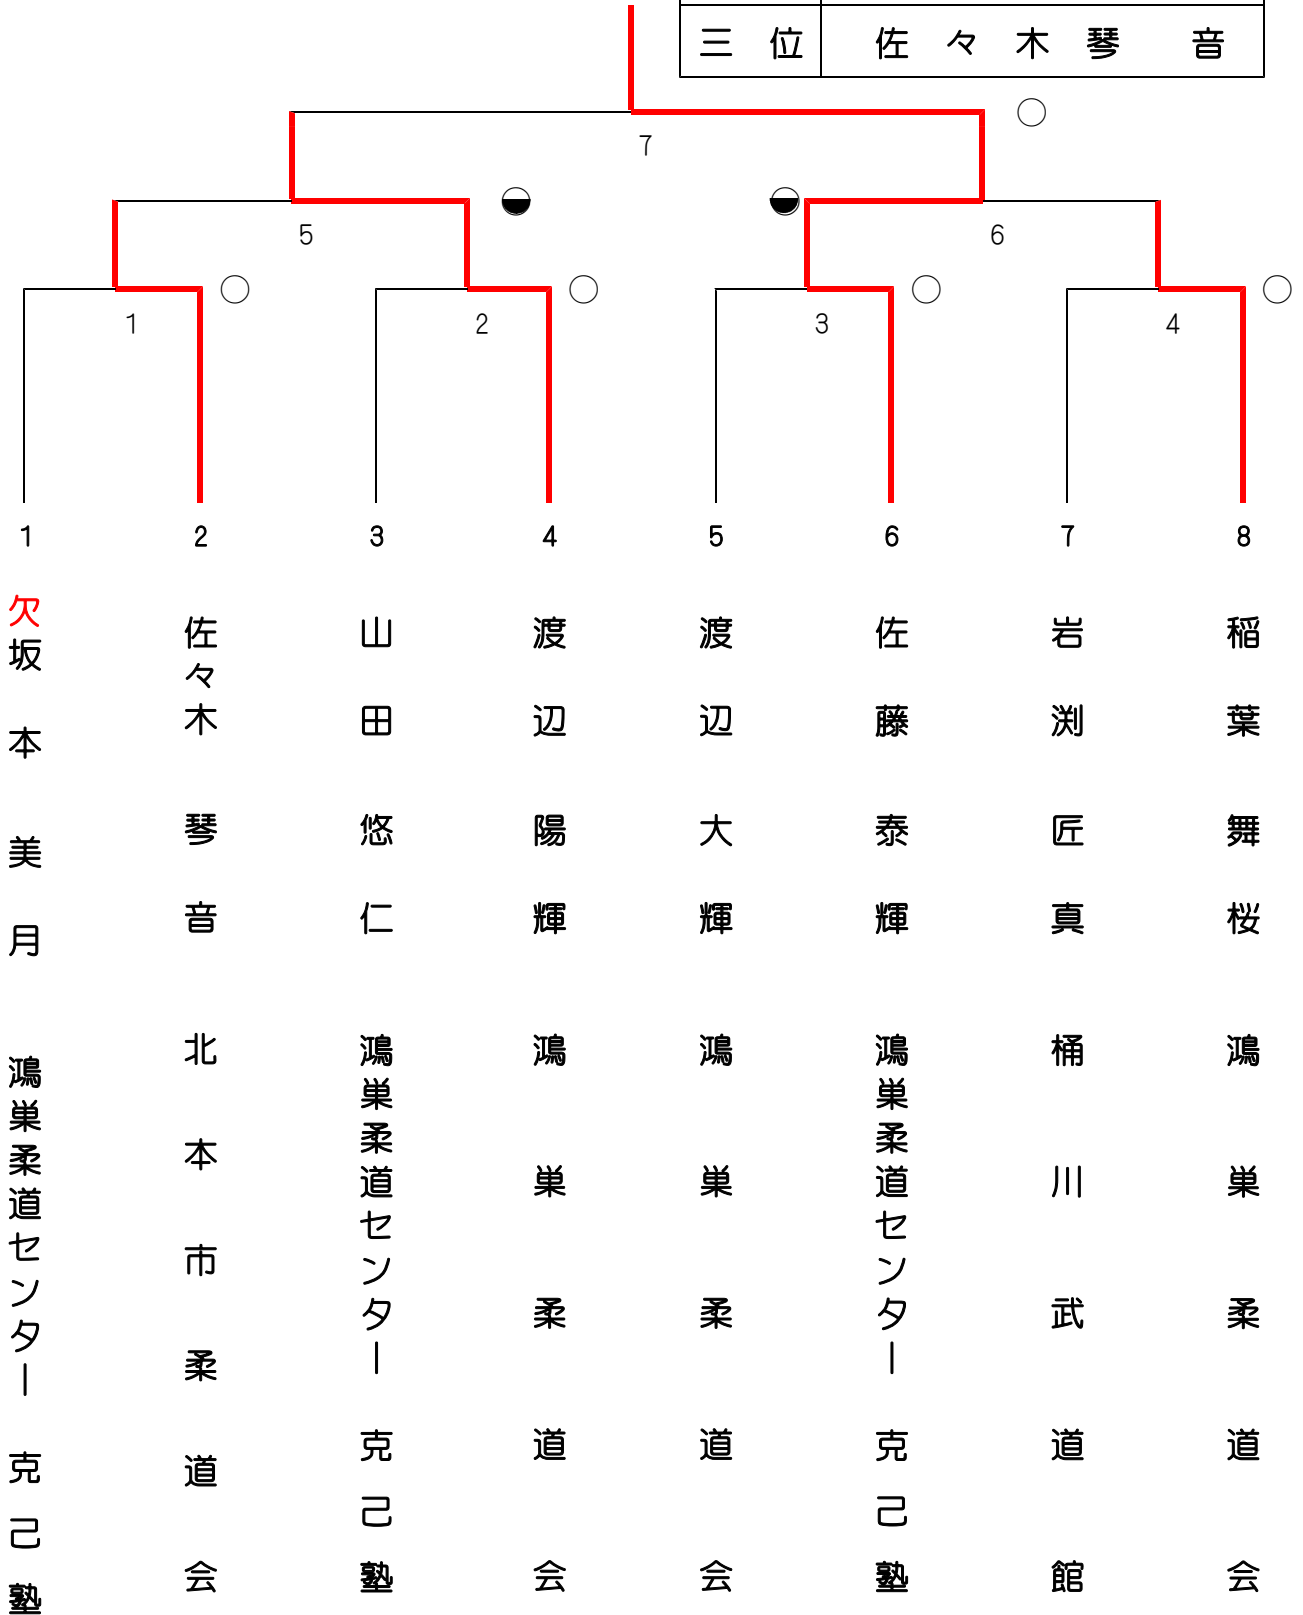 三位 佐々木琴 音
7
5
6
1
2
3
4
1
2
3
4
5
6
7
8
欠
坂本 美月 鴻巣柔道センター 克己塾
佐々木 琴音 北本市柔道会
山田 悠仁 鴻巣柔道センター 克己塾
渡辺 陽輝 鴻巣柔道会
渡辺 大輝 鴻巣柔道会
佐藤 泰輝 鴻巣柔道センター 克己塾
岩渕 匠真 桶川武道館
稲葉 舞桜 鴻巣柔道会